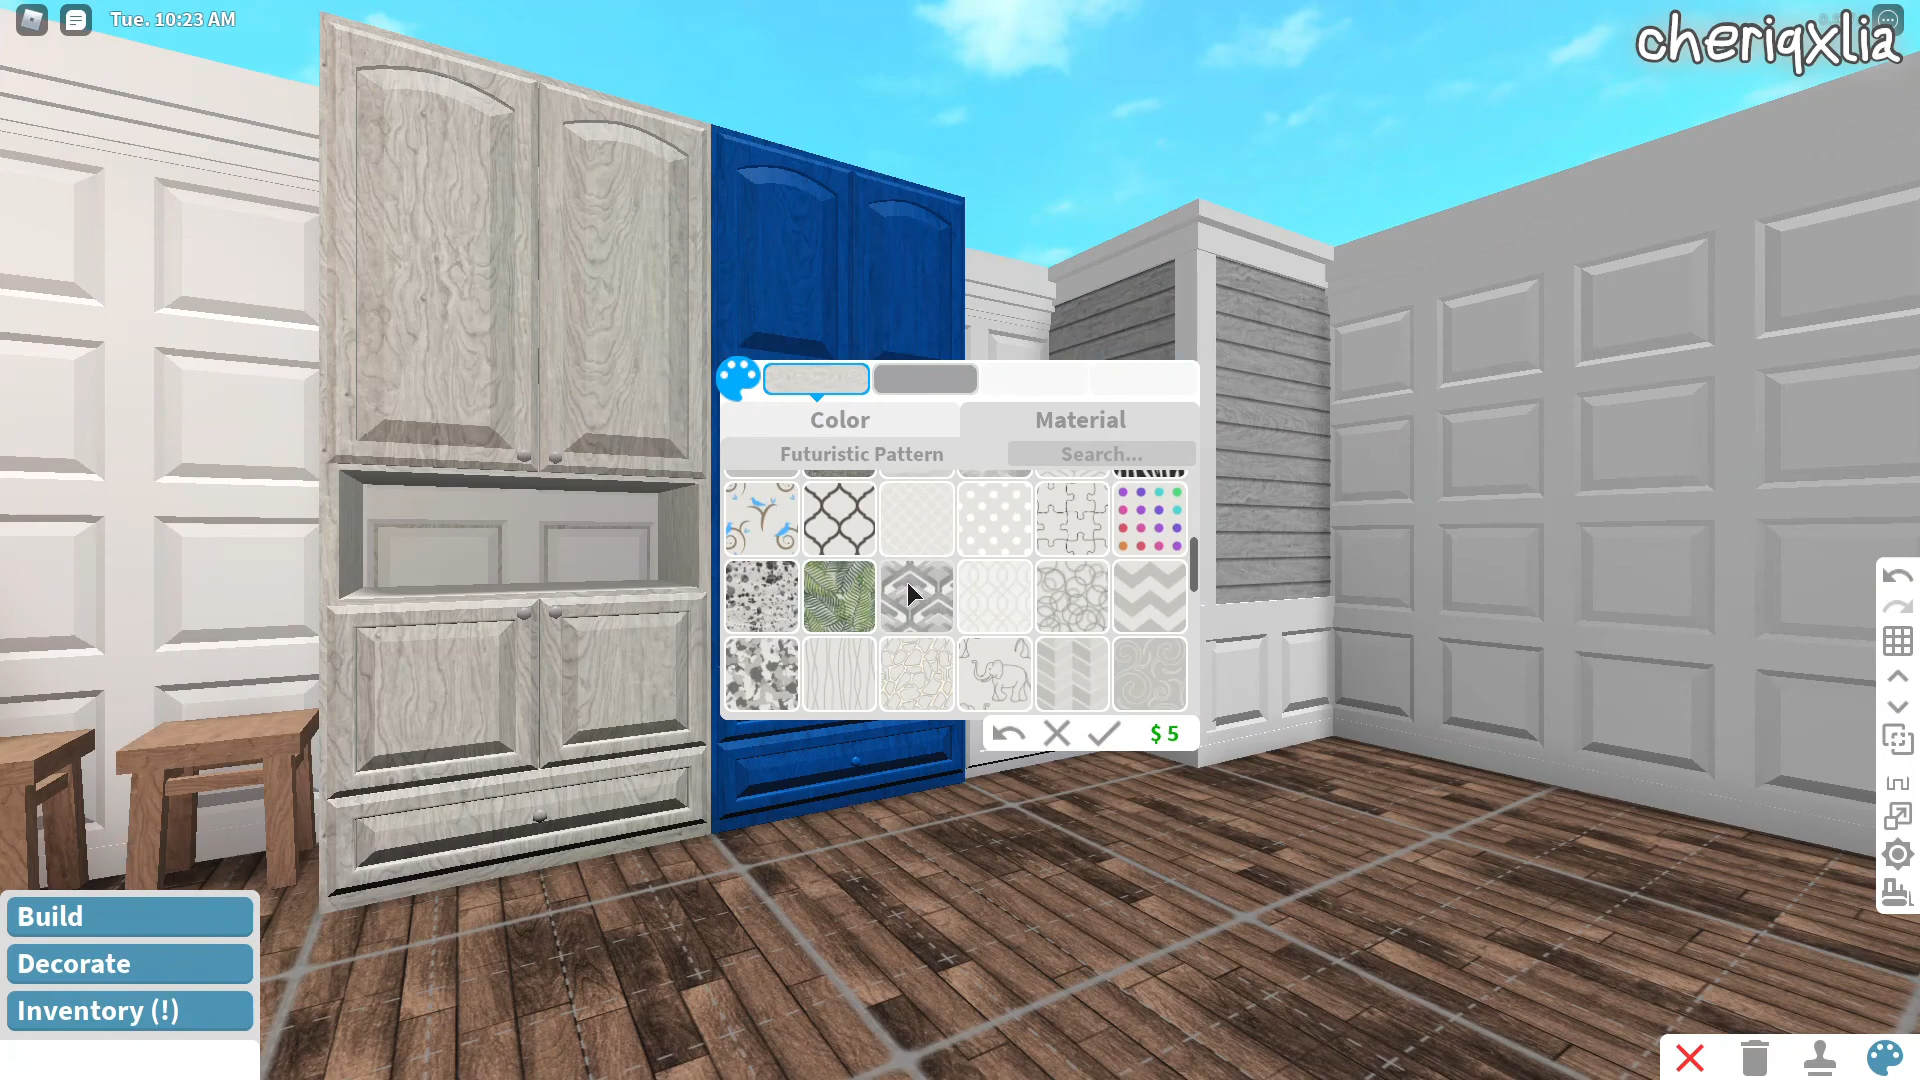 Tue. 10:23 AM
cheriqxlia
Color
Material
Futuristic Pattern
Search...
$ 5
Build
Decorate
Inventory (!)